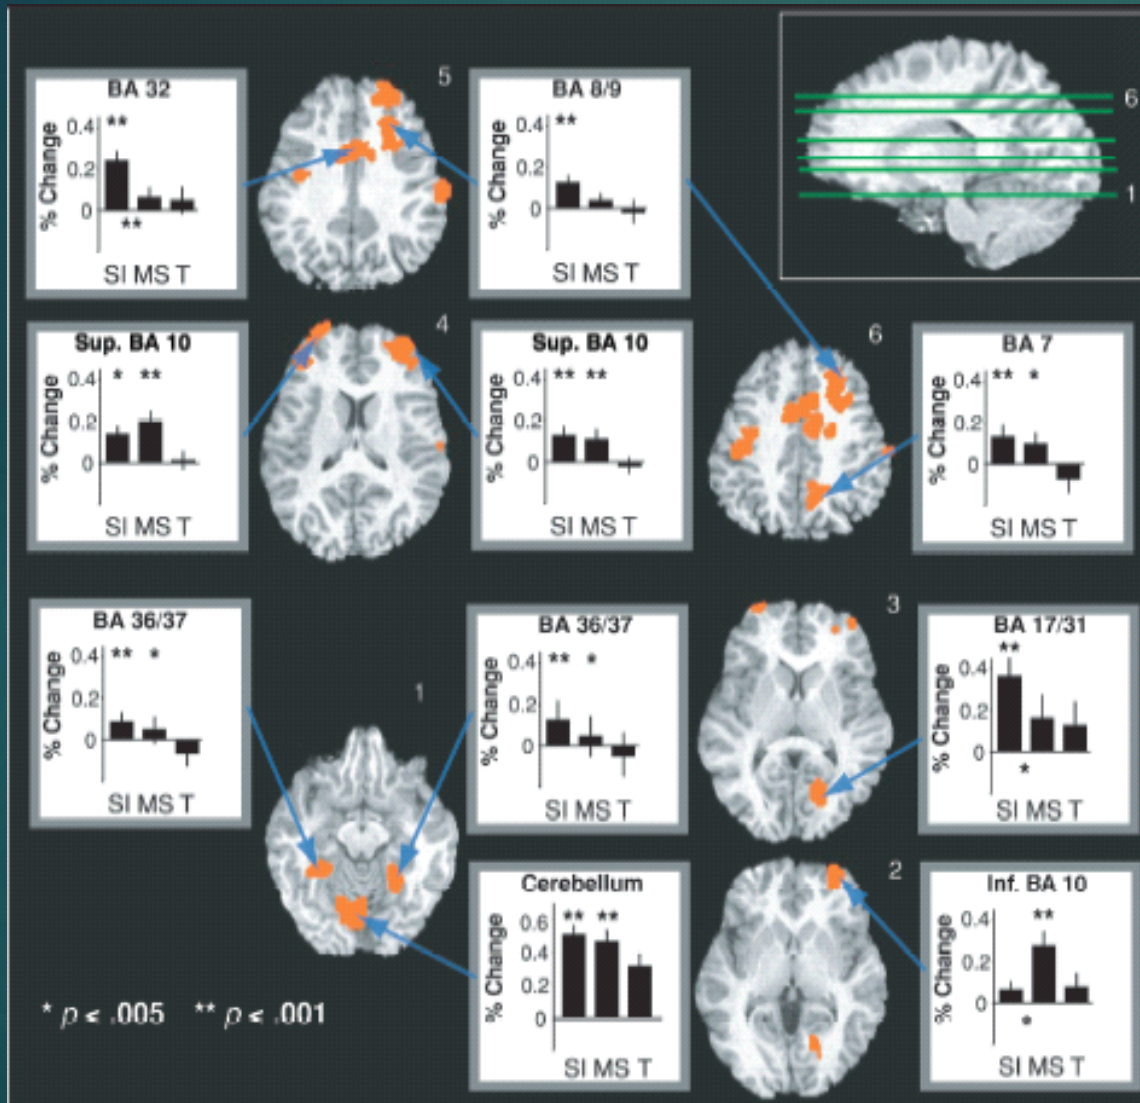 5
6
1
BA 32
% Change
0.4
**
0.2
0
**
SI MS T
BA 8/9
% Change
0.4
**
0.2
0
SI MS T
4
6
Sup. BA 10
% Change
0.4
* **
0.2
0
SI MS T
Sup. BA 10
% Change
0.4
** **
0.2
0
SI MS T
BA 7
% Change
0.4
** *
0.2
0
SI MS T
1
3
BA 36/37
% Change
0.4
** *
0.2
0
SI MS T
BA 36/37
% Change
0.4
** *
0.2
0
SI MS T
BA 17/31
% Change
**
0.4
0.2
0
*
SI MS T
2
Cerebellum
% Change
0.6
** **
0.4
0.2
0
SI MS T
Inf. BA 10
% Change
0.4
**
0.2
0
*
SI MS T
* p < .005 ** p < .001